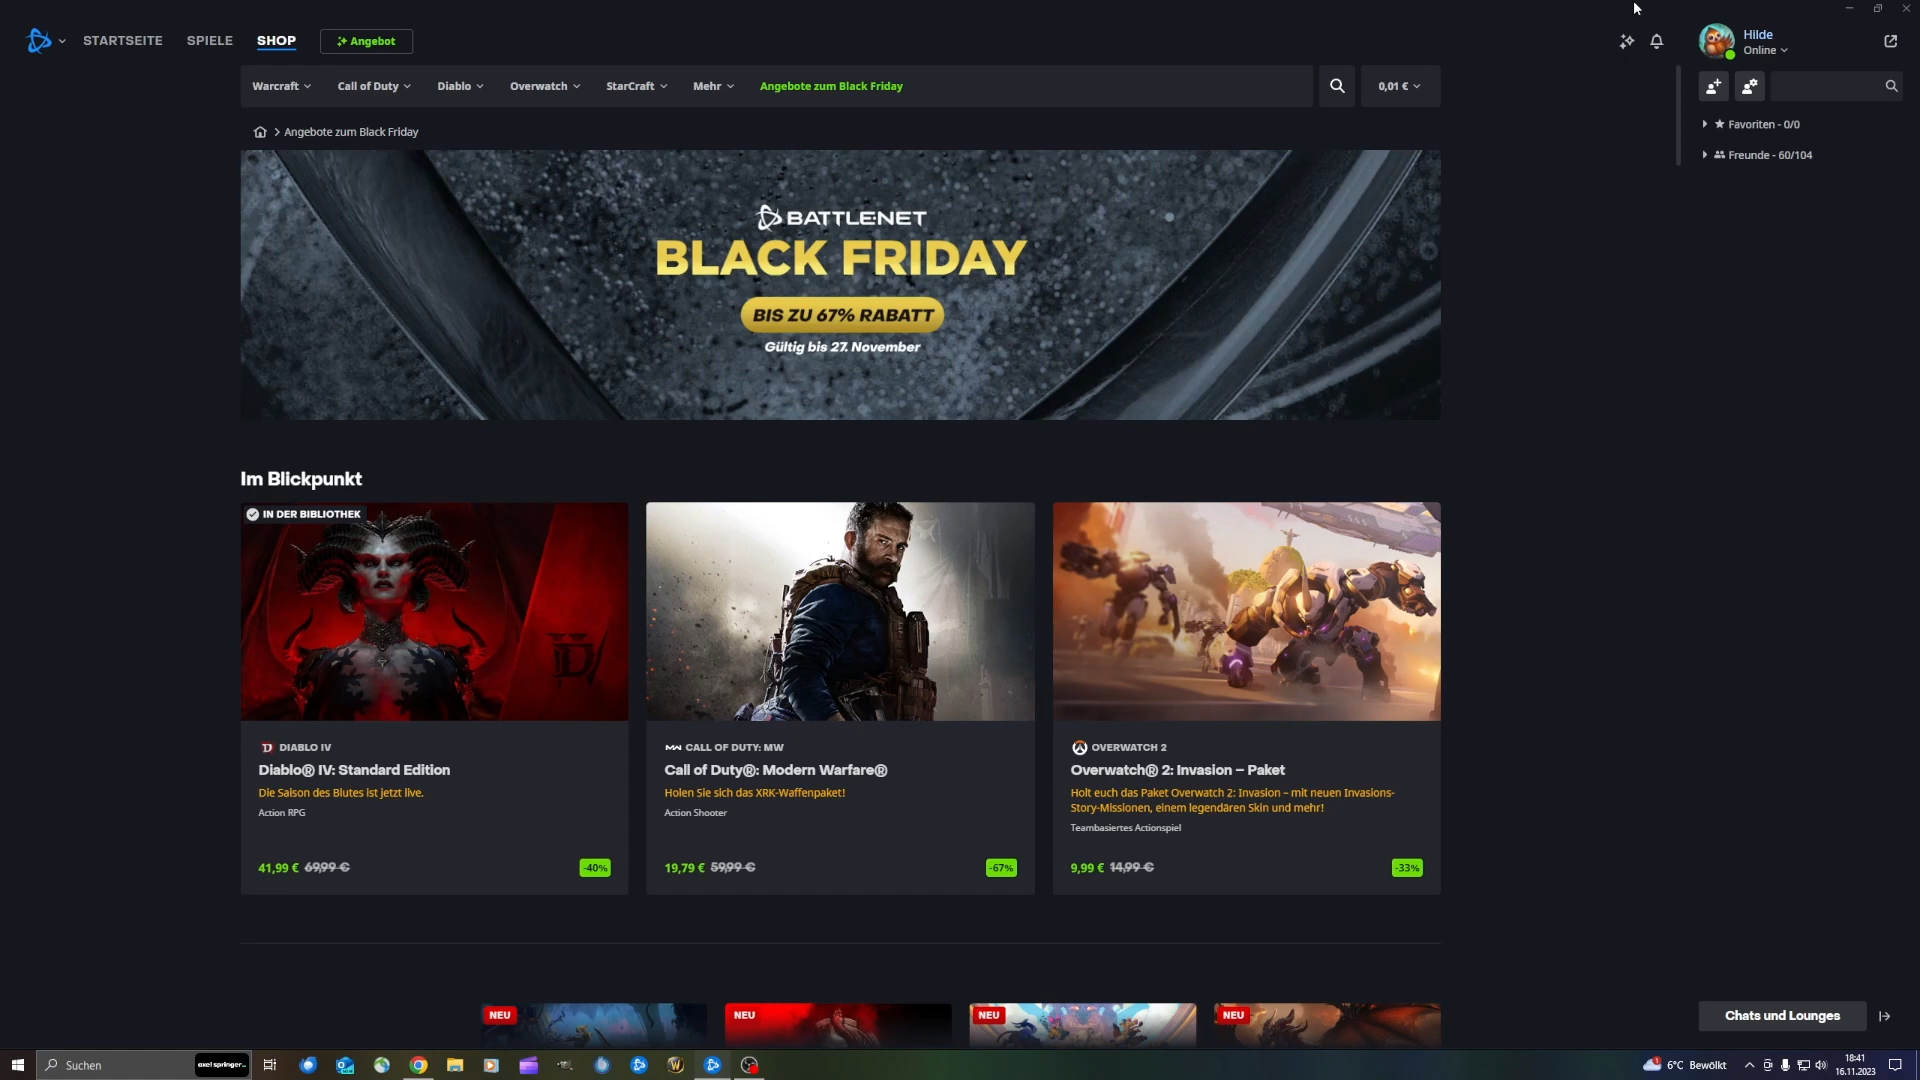 STARTSEITE
SPIELE
SHOP
Angebot
Hilde
Online
Warcraft
Call of Duty
Diablo
Overwatch
StarCraft
Mehr
Angebote zum Black Friday
0,01 €
Favoriten - 0/0
Freunde - 60/104
Angebote zum Black Friday
BATTLE.NET
BLACK FRIDAY
BIS ZU 67% RABATT
Gültig bis 27. November
Im Blickpunkt
IN DER BIBLIOTHEK
DIABLO IV
Diablo® IV: Standard Edition
Die Saison des Blutes ist jetzt live.
Action RPG
41,99 € 69,99 €
-40%
CALL OF DUTY: MW
Call of Duty®: Modern Warfare®
Holen Sie sich das XRK-Waffenpaket!
Action Shooter
19,79 € 59,99 €
-67%
OVERWATCH 2
Overwatch® 2: Invasion – Paket
Holt euch das Paket Overwatch 2: Invasion – mit neuen Invasions-
Story-Missionen, einem legendären Skin und mehr!
Teambasiertes Actionspiel
9,99 € 14,99 €
-33%
NEU
NEU
NEU
NEU
Chats und Lounges
Suchen
axel springer_
6°C Bewölkt
18:41
16.11.2023